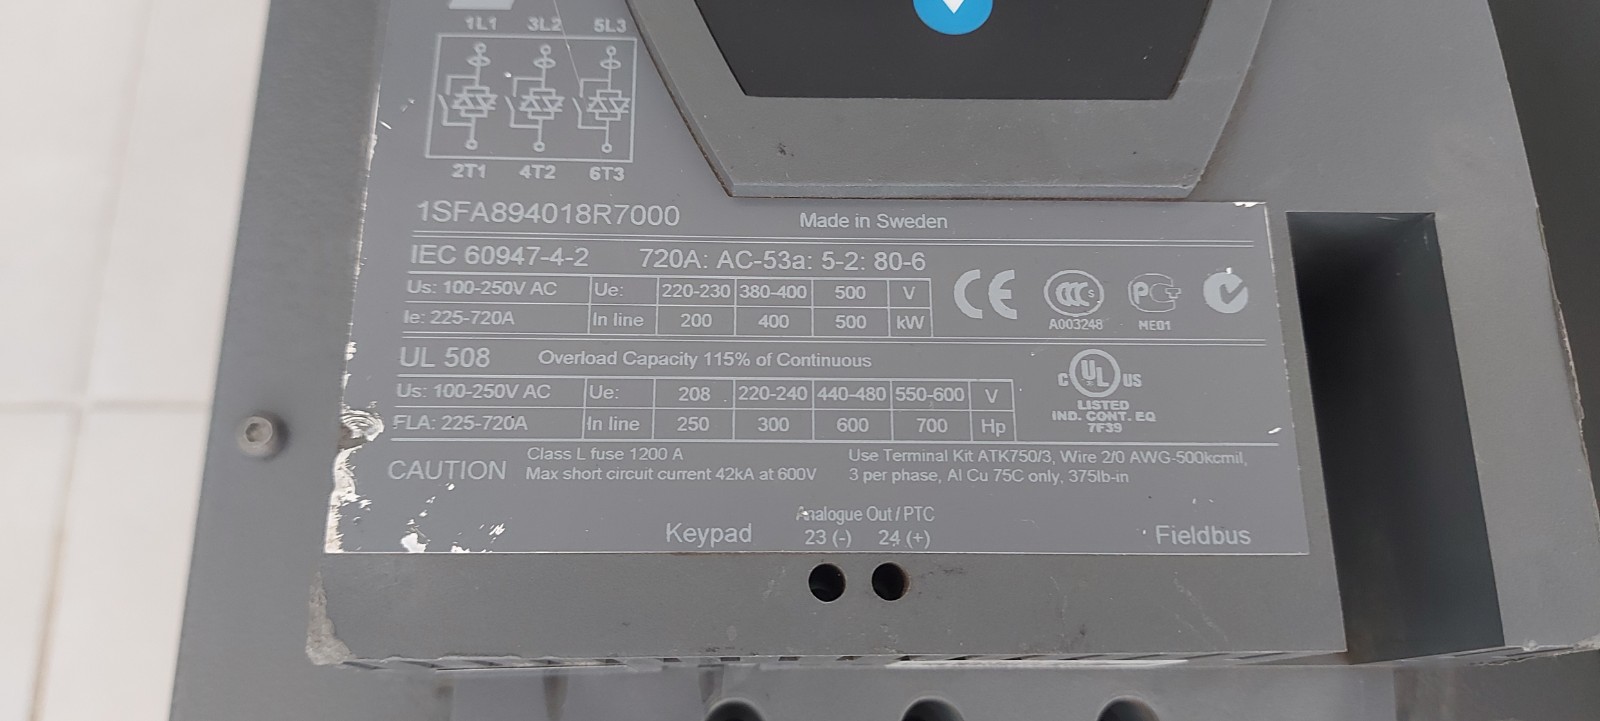 1L1 3L2 5L3
2T1 4T2 6T3
1SFA894018R7000 Made in Sweden
IEC 60947-4-2 720A: AC-53a: 5-2: 80-6
Us: 100-250V AC Ue: 220-230 380-400 500 V
Ie: 225-720A In line 200 400 500 kW
CE CCC S PCT
A003248 ME01
UL 508 Overload Capacity 115% of Continuous
Us: 100-250V AC Ue: 208 220-240 440-480 550-600 V
FLA: 225-720A In line 250 300 600 700 Hp
C UL US
LISTED
IND. CONT. EQ
7F39
CAUTION Class L fuse 1200 A
Max short circuit current 42kA at 600V
Use Terminal Kit ATK750/3, Wire 2/0 AWG-500kcmil,
3 per phase, Al Cu 75C only, 375lb-in
Keypad Analogue Out / PTC
23 (-) 24 (+)
Fieldbus